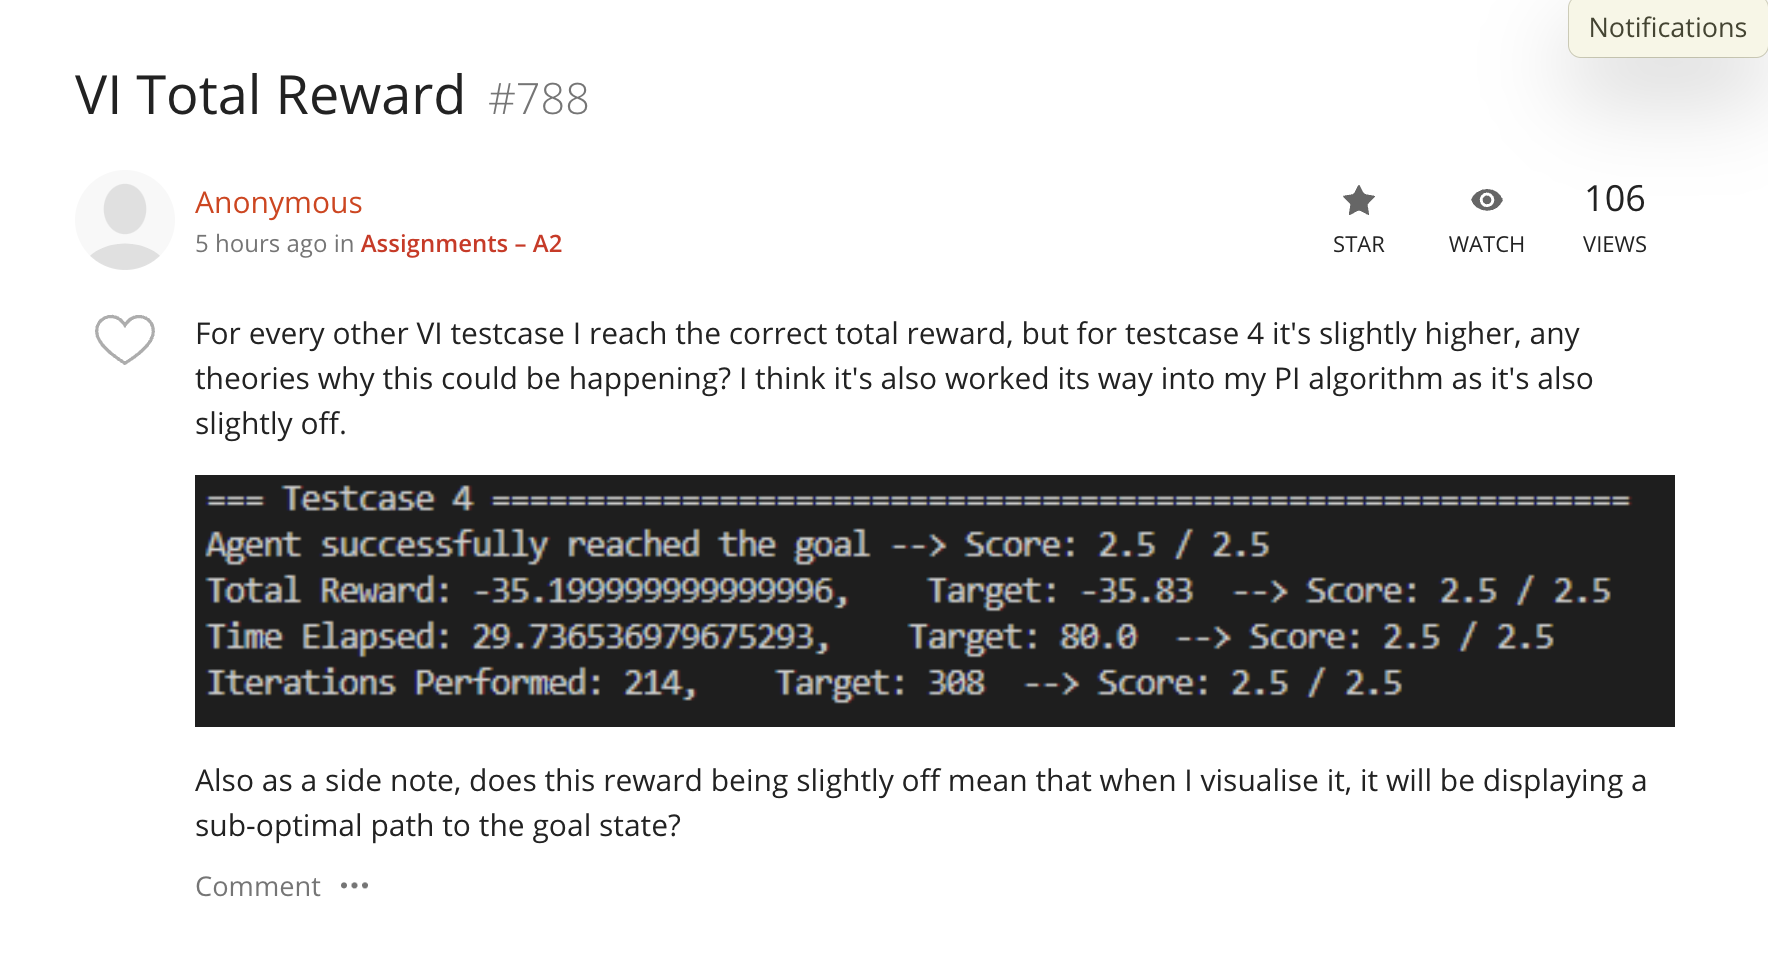 Notifications
VI Total Reward #788
Anonymous
5 hours ago in Assignments – A2
STAR
WATCH
106
VIEWS
For every other VI testcase I reach the correct total reward, but for testcase 4 it's slightly higher, any
theories why this could be happening? I think it's also worked its way into my PI algorithm as it's also
slightly off.
=== Testcase 4 ============================================================
Agent successfully reached the goal --> Score: 2.5 / 2.5
Total Reward: -35.199999999999996,    Target: -35.83  --> Score: 2.5 / 2.5
Time Elapsed: 29.736536979675293,    Target: 80.0  --> Score: 2.5 / 2.5
Iterations Performed: 214,    Target: 308  --> Score: 2.5 / 2.5
Also as a side note, does this reward being slightly off mean that when I visualise it, it will be displaying a
sub-optimal path to the goal state?
Comment •••